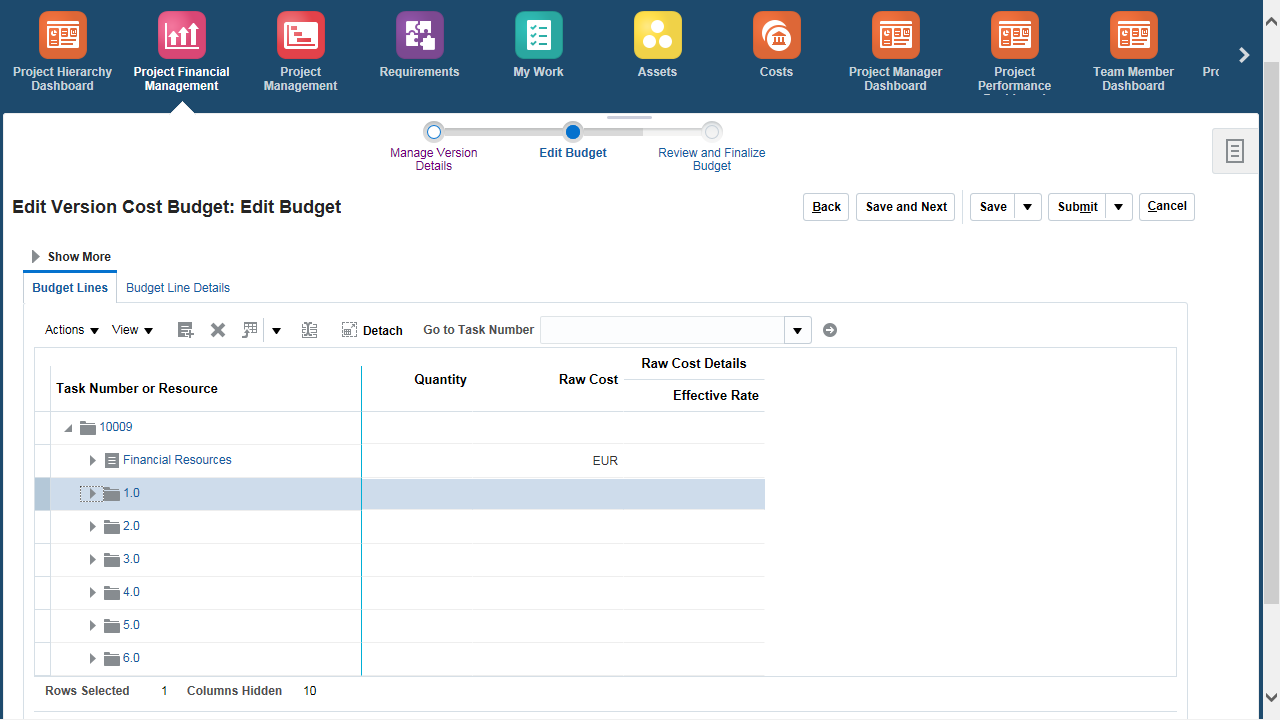 Project Hierarchy Dashboard
Project Financial Management
Project Management
Requirements
My Work
Assets
Costs
Project Manager Dashboard
Project Performance
Team Member Dashboard
Manage Version Details
Edit Budget
Review and Finalize Budget
Edit Version Cost Budget: Edit Budget
Back
Save and Next
Save
Submit
Cancel
Show More
Budget Lines
Budget Line Details
Actions
View
Detach
Go to Task Number
Task Number or Resource
Quantity
Raw Cost
Raw Cost Details
Effective Rate
10009
Financial Resources
EUR
1.0
2.0
3.0
4.0
5.0
6.0
Rows Selected 1
Columns Hidden 10